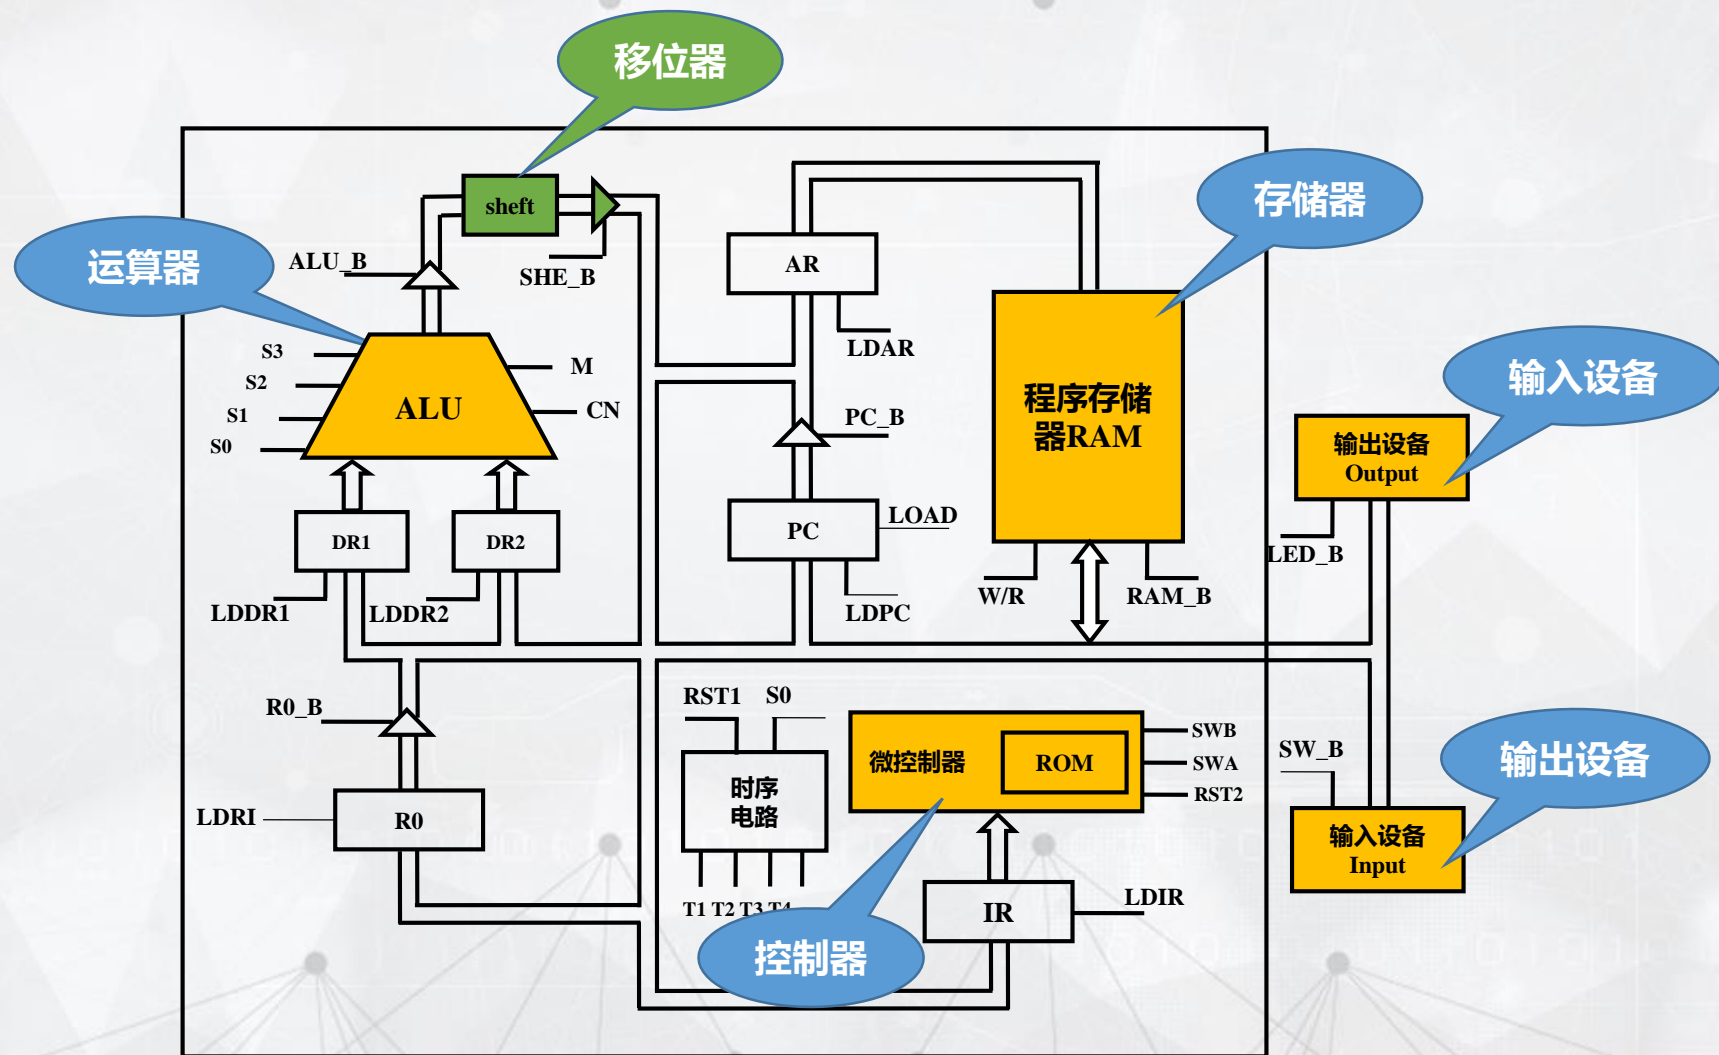 移位器
存储器
运算器
sheft
ALU_B
SHE_B
AR
LDAR
S3
S2
S1
S0
M
CN
ALU
PC_B
程序存储
器RAM
输入设备
输出设备
Output
DR1
DR2
PC
LOAD
LED_B
LDDR1
LDDR2
LDPC
W/R
RAM_B
R0_B
RST1
S0
SWB
SWA
RST2
微控制器
ROM
SW_B
输出设备
时序
电路
LDRI
R0
输入设备
Input
T1 T2 T3 T4
IR
LDIR
控制器